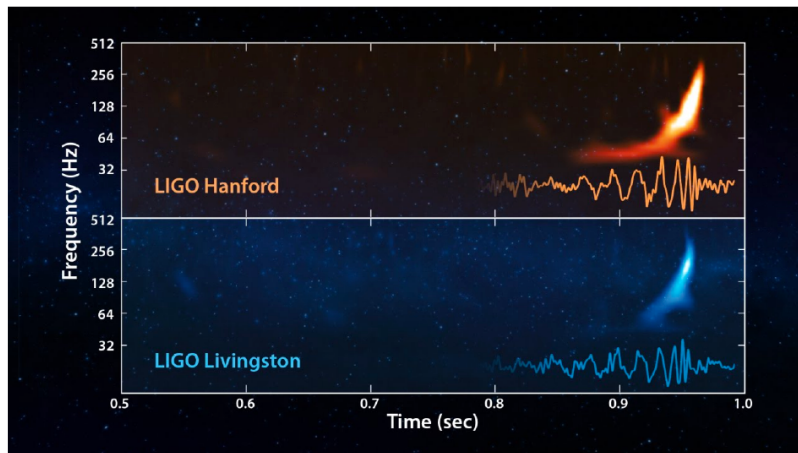 512
256
128
64
32
LIGO Hanford
512
256
128
64
32
LIGO Livingston
Frequency (Hz)
0.5 0.6 0.7 0.8 0.9 1.0
Time (sec)